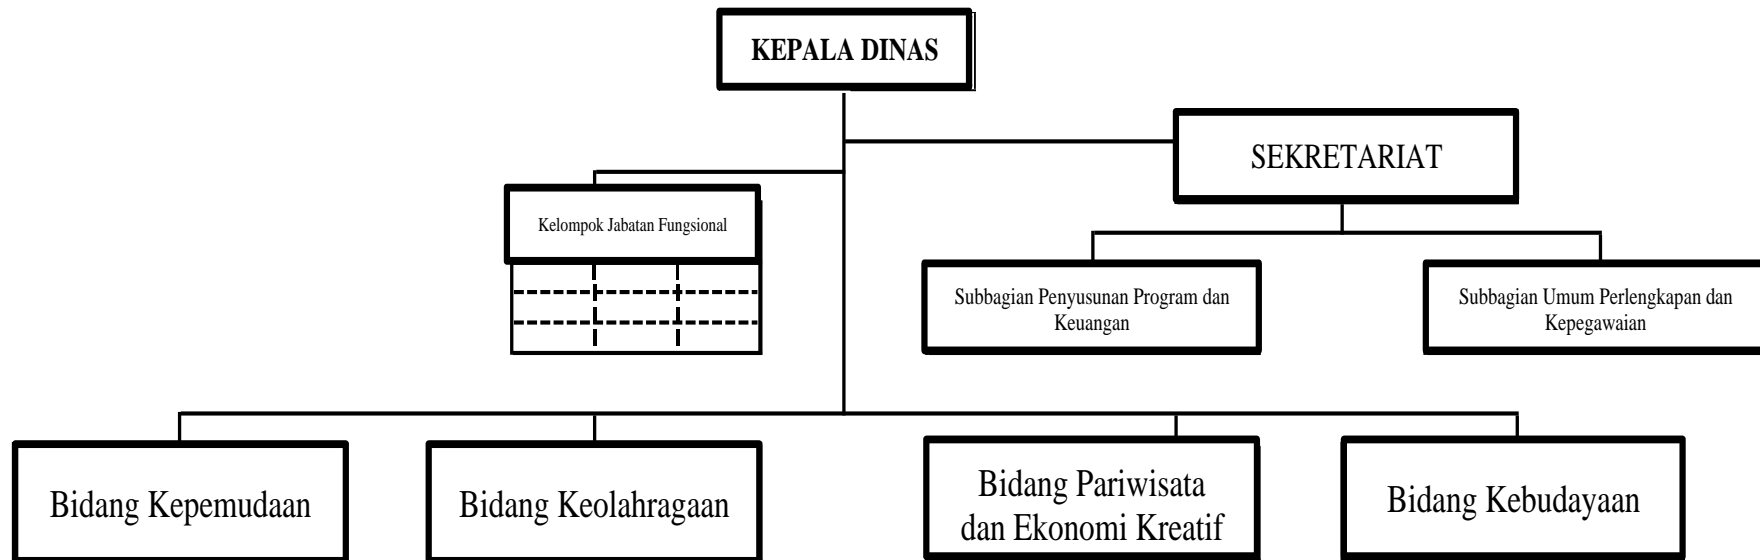 KEPALA DINAS
SEKRETARIAT
Kelompok Jabatan Fungsional
Subbagian Penyusunan Program dan
Keuangan
Subbagian Umum Perlengkapan dan
Kepegawaian
Bidang Kepemudaan
Bidang Keolahragaan
Bidang Pariwisata
dan Ekonomi Kreatif
Bidang Kebudayaan